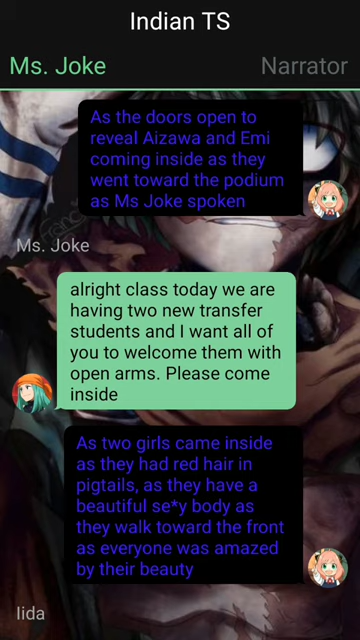 Indian TS
Ms. Joke
Narrator
As the doors open to
reveal Aizawa and Emi
coming inside as they
went toward the podium
as Ms Joke spoken
Ms. Joke
alright class today we are
having two new transfer
students and I want all of
you to welcome them with
open arms. Please come
inside
As two girls came inside
as they had red hair in
pigtails, as they have a
beautiful se*y body as
they walk toward the front
as everyone was amazed
by their beauty
Iida